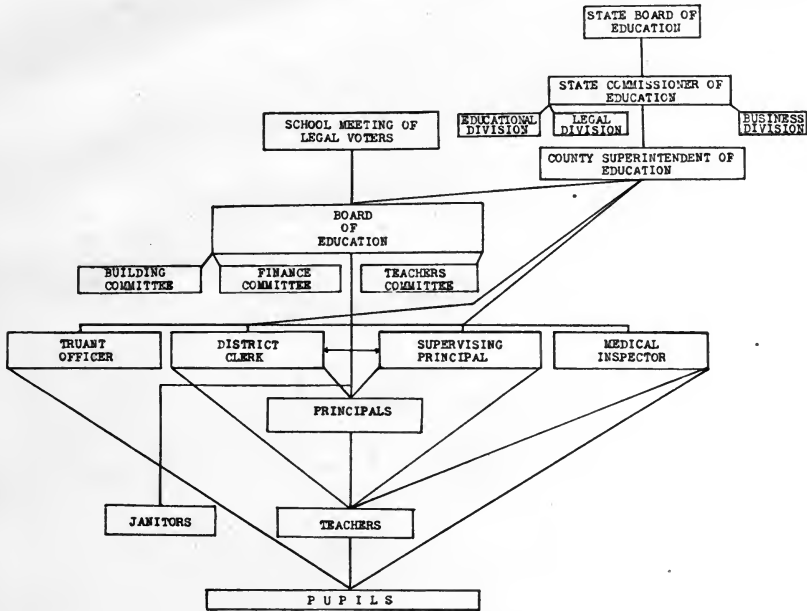 STATE BOARD OF
EDUCATION
STATE COMMISSIONER OF
EDUCATION
EDUCATIONAL
DIVISION
LEGAL
DIVISION
BUSINESS
DIVISION
SCHOOL MEETING OF
LEGAL VOTERS
COUNTY SUPERINTENDENT OF
EDUCATION
BOARD
OF
EDUCATION
BUILDING
COMMITTEE
FINANCE
COMMITTEE
TEACHERS
COMMITTEE
TRUANT
OFFICER
DISTRICT
CLERK
SUPERVISING
PRINCIPAL
MEDICAL
INSPECTOR
PRINCIPALS
JANITORS
TEACHERS
PUPILS